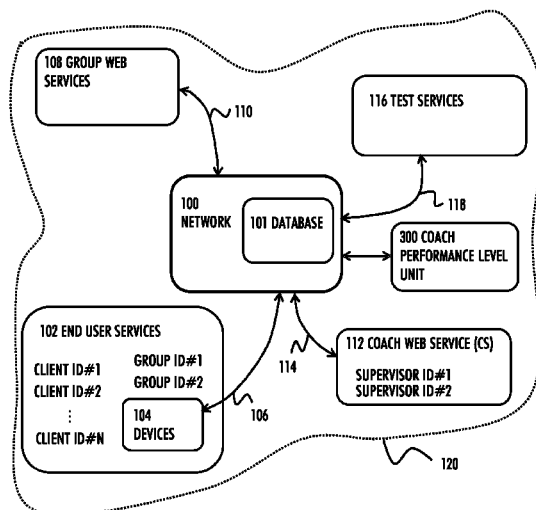 108 GROUP WEB
SERVICES
110
116 TEST SERVICES
118
100
NETWORK
101 DATABASE
300 COACH
PERFORMANCE LEVEL
UNIT
102 END USER SERVICES
CLIENT ID#1
CLIENT ID#2
⋮
CLIENT ID#N
GROUP ID#1
GROUP ID#2
104
DEVICES
106
114
112 COACH WEB SERVICE (CS)
SUPERVISOR ID#1
SUPERVISOR ID#2
120